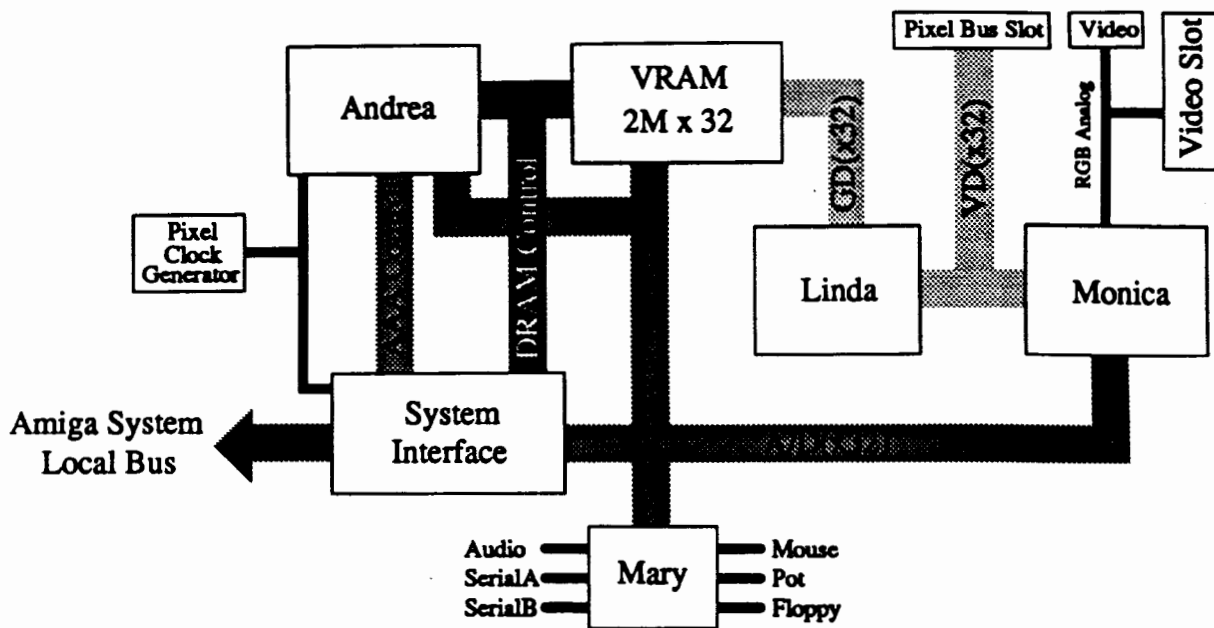 Pixel Bus Slot
Video
Video Slot
Andrea
VRAM
2M x 32
RGB Analog
GD(x32)
VD(x32)
DRAM Control
Pixel
Clock
Generator
Linda
Monica
Amiga System
Local Bus
System
Interface
Audio
SerialA
SerialB
Mary
Mouse
Pot
Floppy